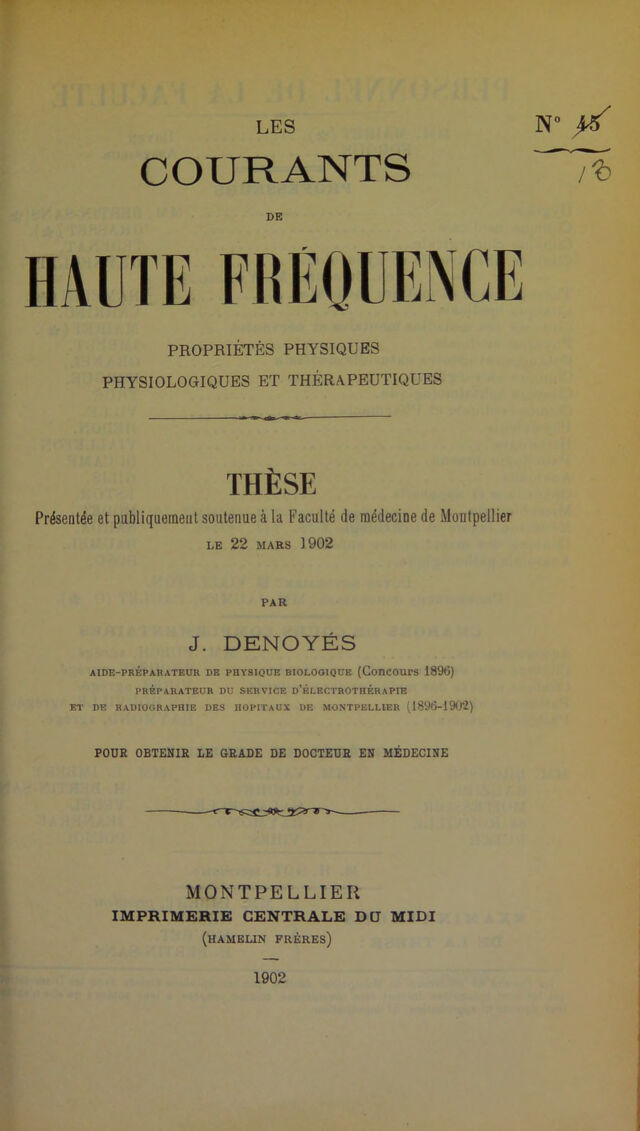 LES
N° 45
COURANTS
DE
HAUTE FRÉQUENCE
PROPRIÉTÉS PHYSIQUES
PHYSIOLOGIQUES ET THÉRAPEUTIQUES
THÈSE
Présentée et publiquement soutenue à la Faculté de médecine de Montpellier
LE 22 MARS 1902
PAR
J. DENOYÉS
AIDE-PRÉPARATEUR DE PHYSIQUE BIOLOGIQUE (Concours 1896)
PRÉPARATEUR DU SERVICE D'ÉLECTROTHÉRAPIE
ET DE RADIOGRAPHIE DES HOPITAUX DE MONTPELLIER (1896-1902)
POUR OBTENIR LE GRADE DE DOCTEUR EN MÉDECINE
MONTPELLIER
IMPRIMERIE CENTRALE DU MIDI
(HAMELIN FRÈRES)
1902